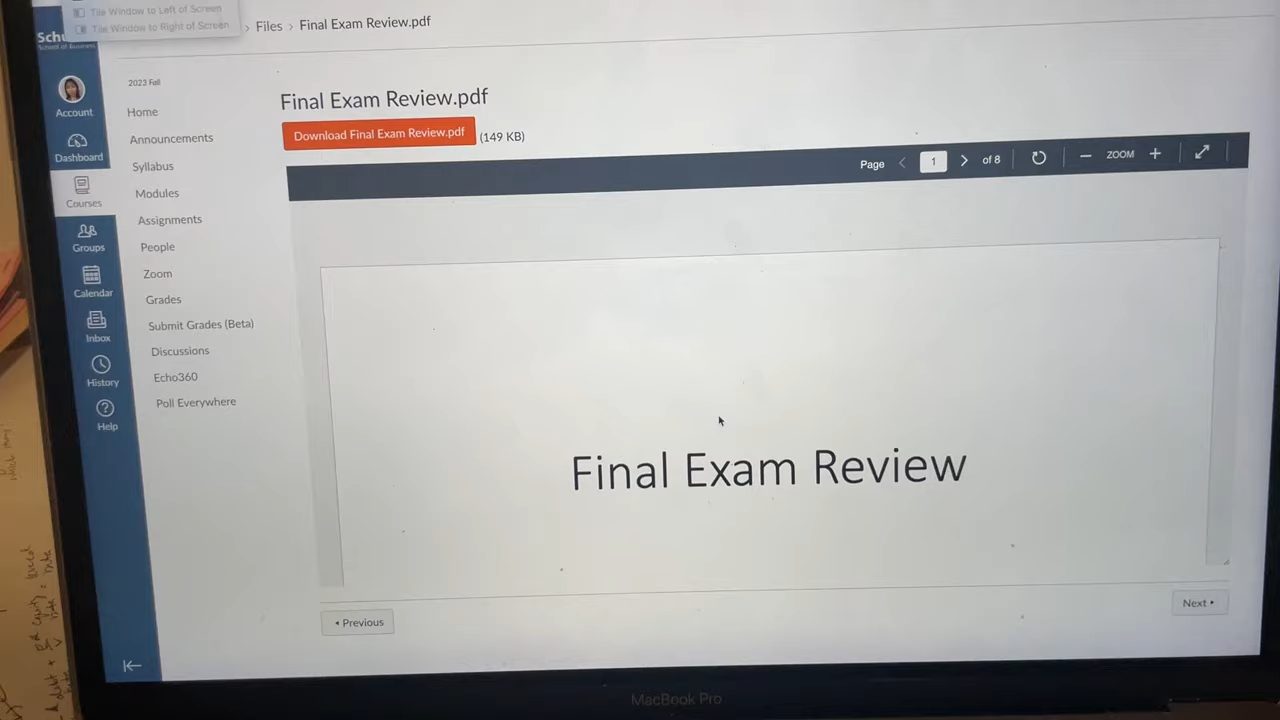 Tile Window to Left of Screen
Tile Window to Right of Screen
› Files › Final Exam Review.pdf
School of Business
Account
Dashboard
Courses
Groups
Calendar
Inbox
History
Help
2023 Fall
Home
Announcements
Syllabus
Modules
Assignments
People
Zoom
Grades
Submit Grades (Beta)
Discussions
Echo360
Poll Everywhere
Final Exam Review.pdf
Download Final Exam Review.pdf (149 KB)
Page 1 of 8 ZOOM
Final Exam Review
Previous
Next
MacBook Pro